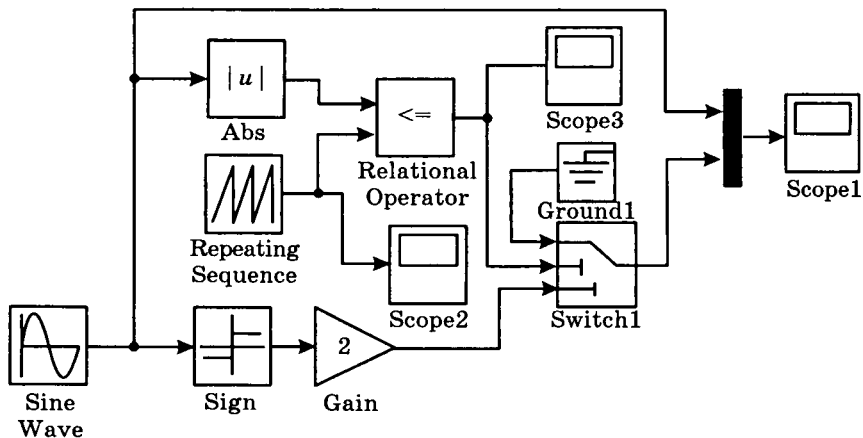 |u|
Abs
<=
Relational
Operator
Scope3
Scope1
Ground1
Repeating
Sequence
Scope2
Switch1
Sine
Wave
Sign
2
Gain